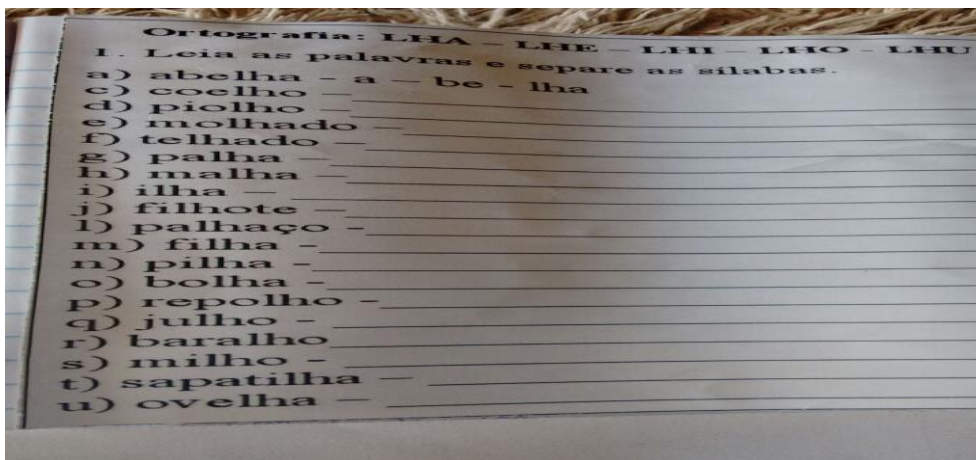 Ortografia: LHA – LHE – LHI – LHO - LHU
1. Leia as palavras e separe as sílabas.
a) abelha - a – be - lha
c) coelho –
d) piolho –
e) molhado –
f) telhado –
g) palha –
h) malha –
i) ilha –
j) filhote –
l) palhaço -
m) filha -
n) pilha -
o) bolha -
p) repolho -
q) julho -
r) baralho
s) milho -
t) sapatilha –
u) ovelha –